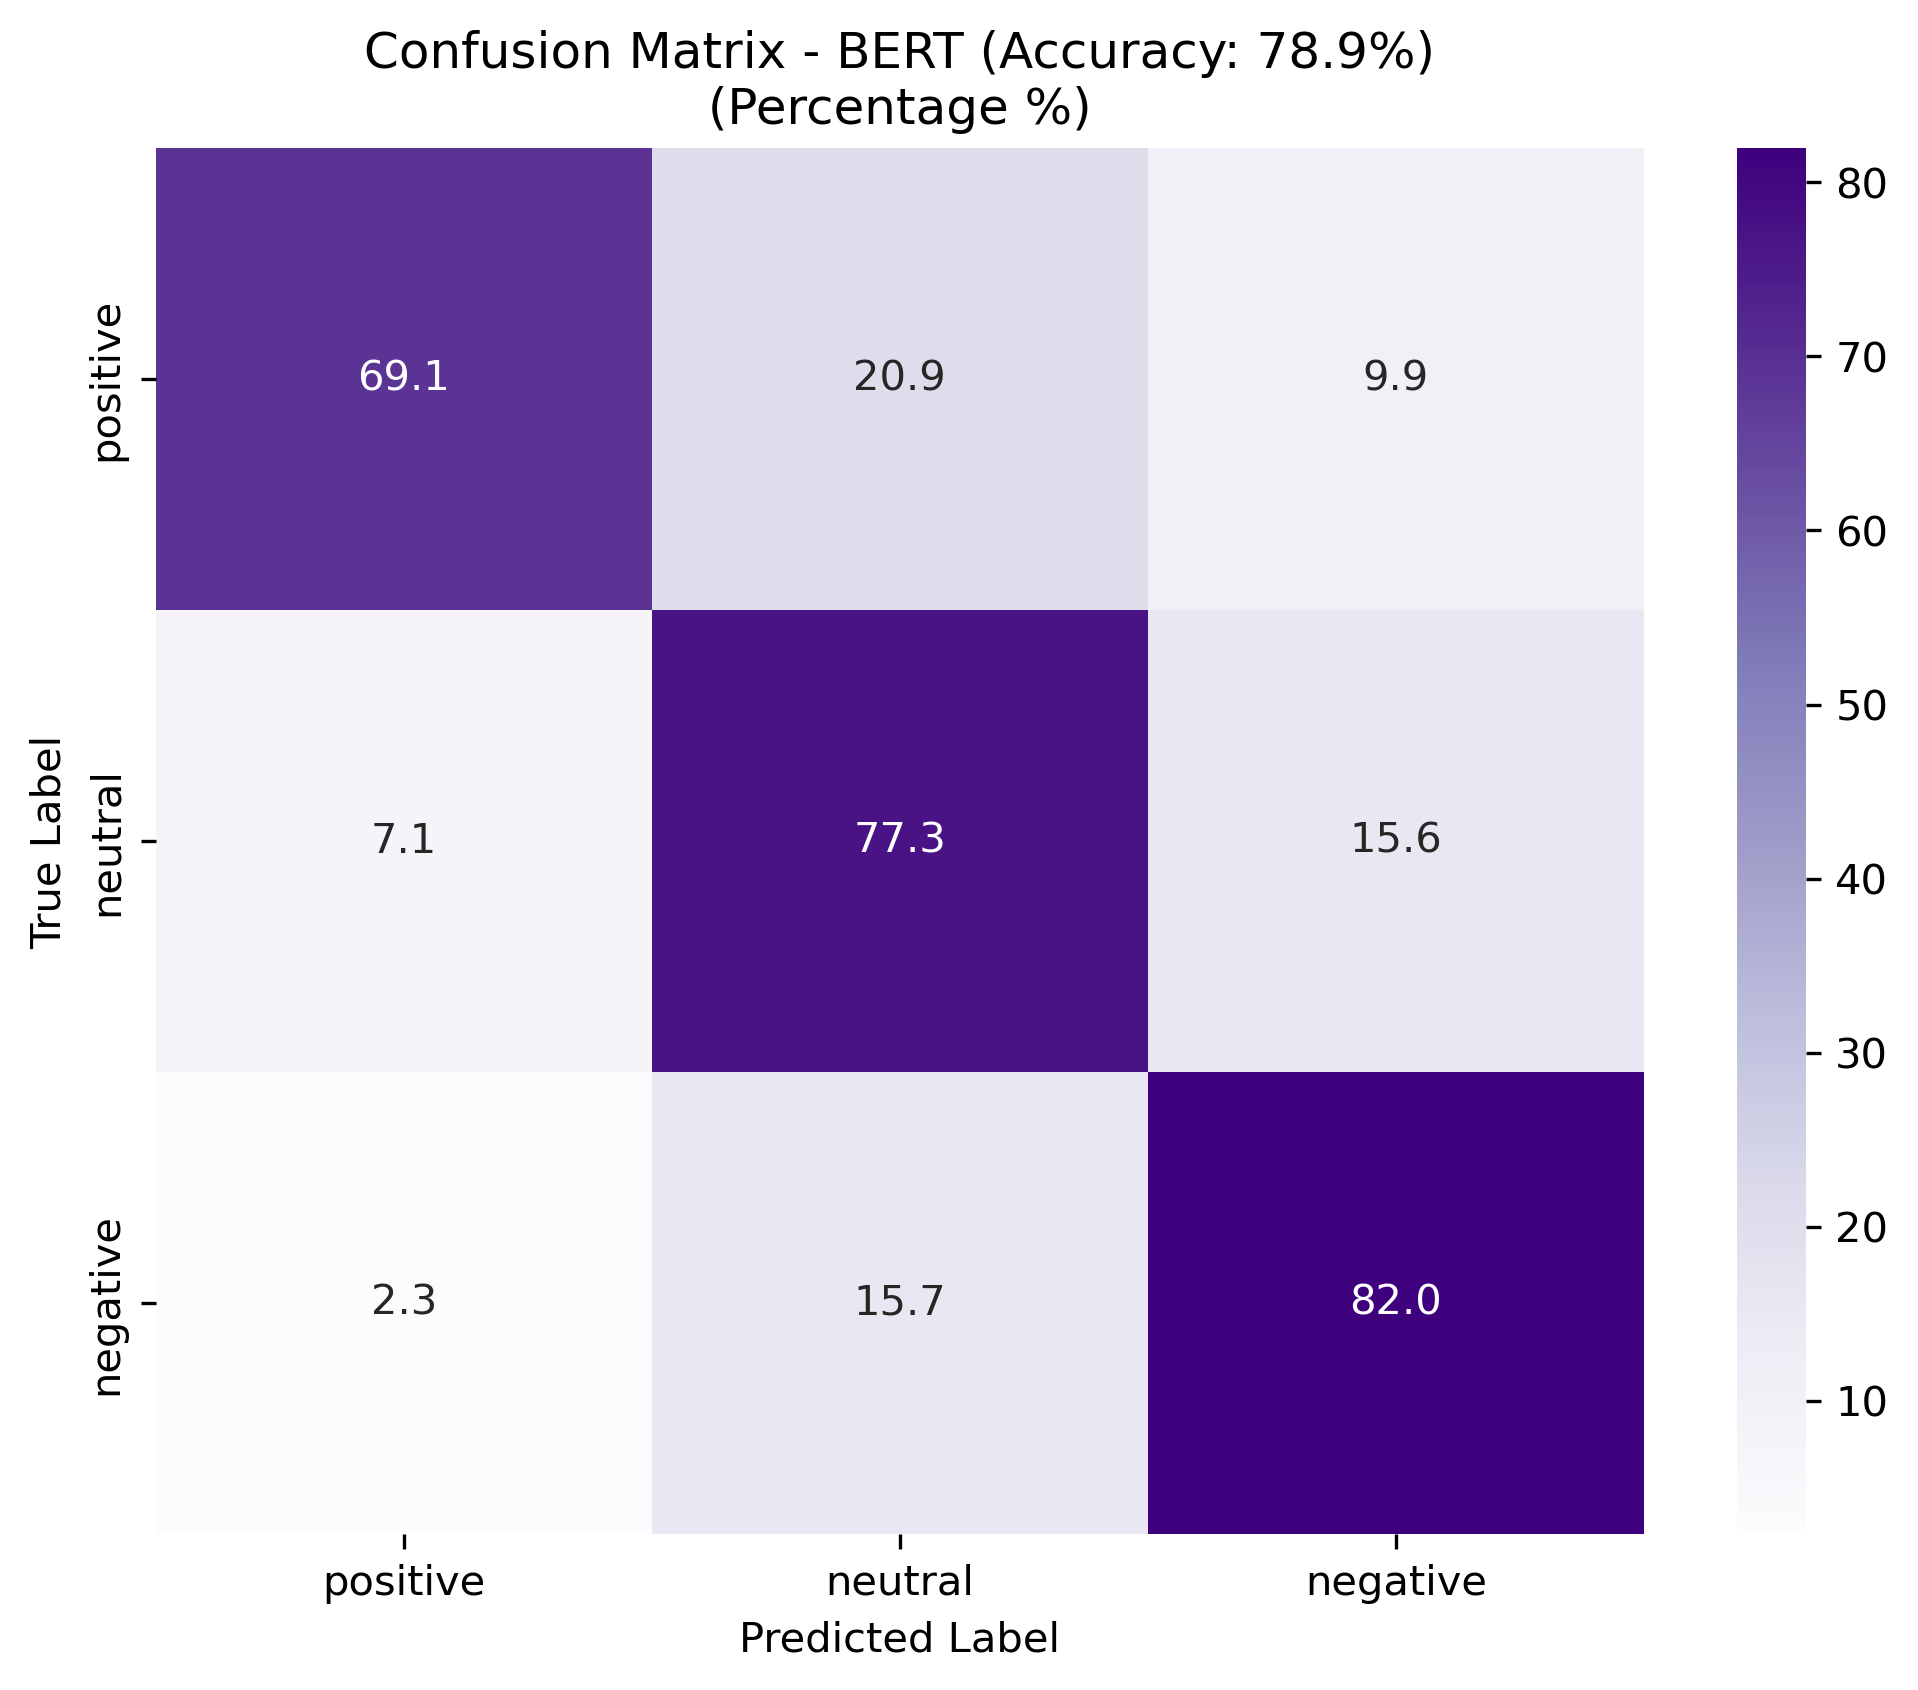 Confusion Matrix - BERT (Accuracy: 78.9%)
(Percentage %)
True Label
positive
69.1 20.9 9.9
neutral
7.1 77.3 15.6
negative
2.3 15.7 82.0
positive neutral negative
Predicted Label
80
70
60
50
40
30
20
10